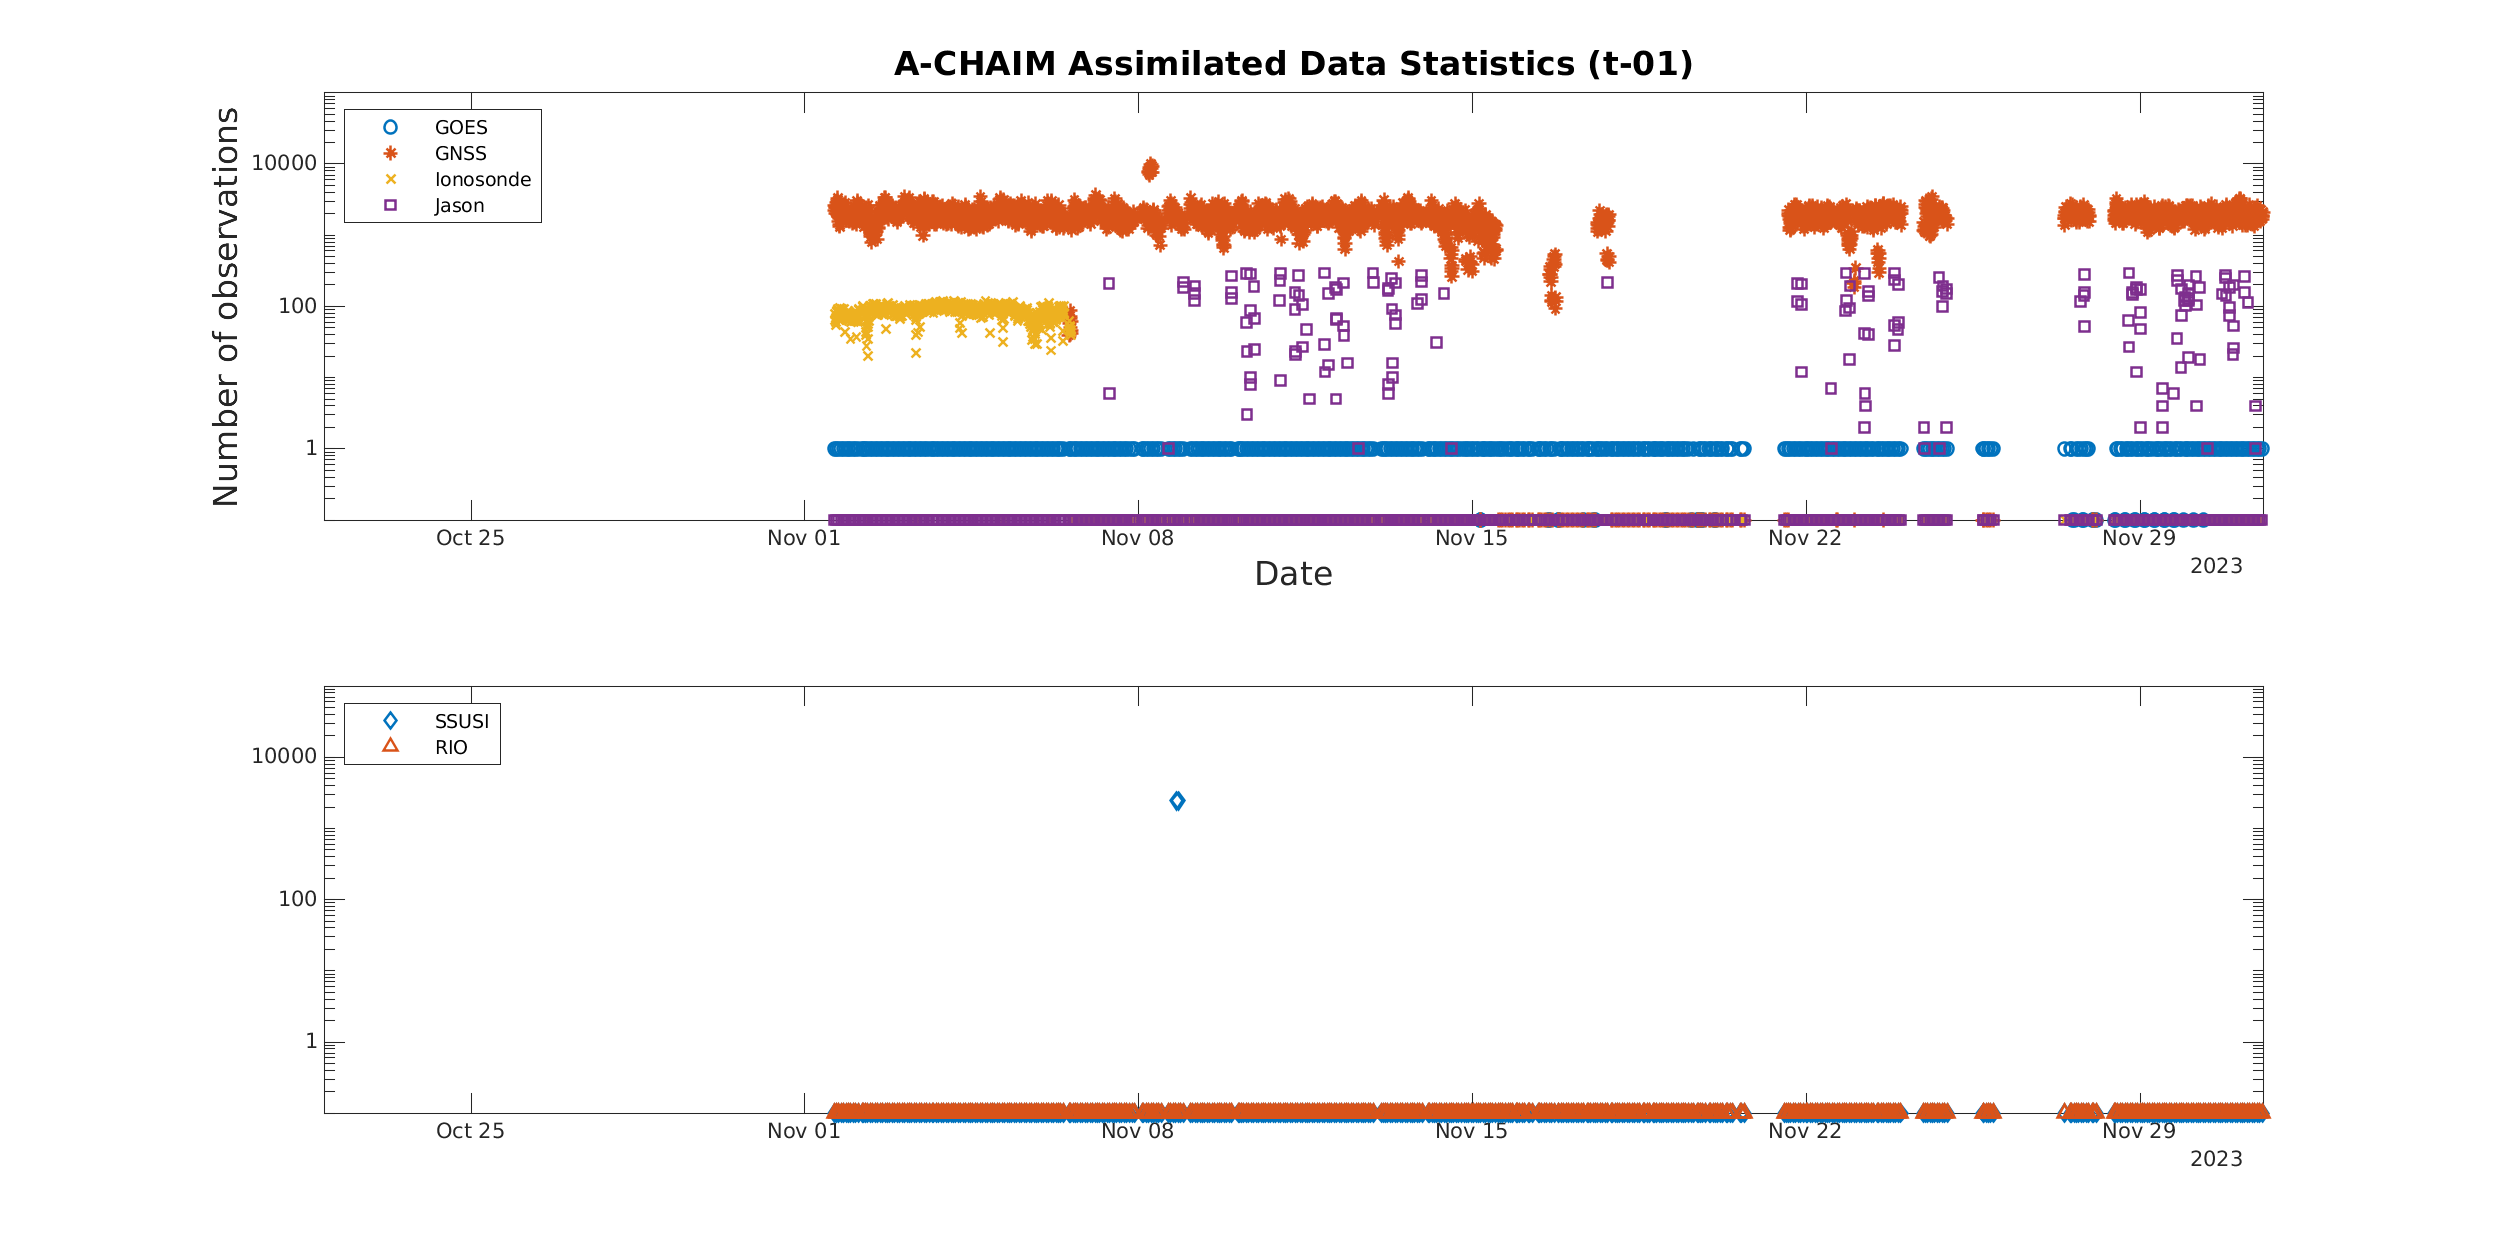 A-CHAIM Assimilated Data Statistics (t-01)
Number of observations
10000
100
1
GOES
GNSS
Ionosonde
Jason
Oct 25
Nov 01
Nov 08
Nov 15
Nov 22
Nov 29
2023
Date
10000
100
1
SSUSI
RIO
Oct 25
Nov 01
Nov 08
Nov 15
Nov 22
Nov 29
2023